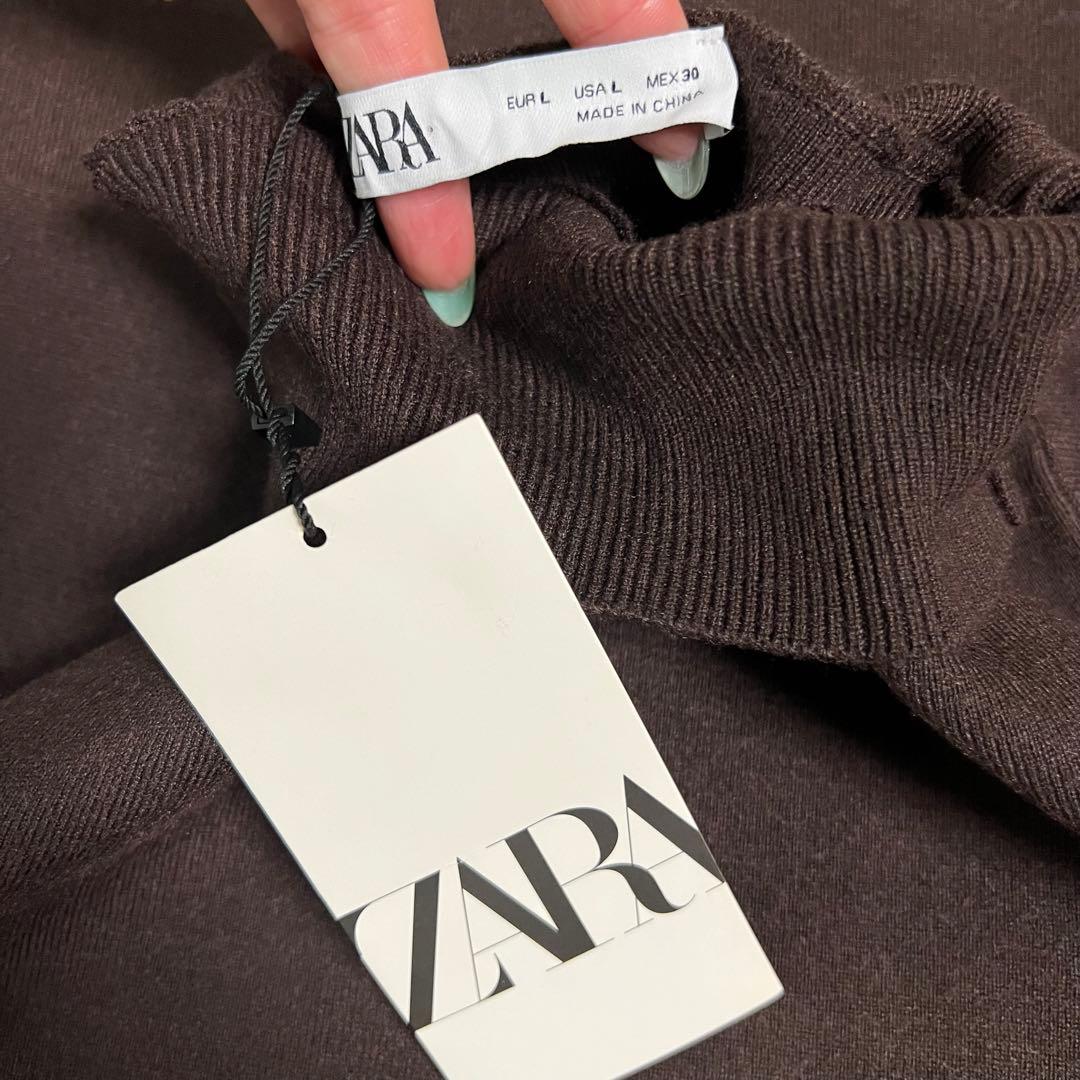 ZARA
EUR L USA L MEX 30
MADE IN CHINA
ZARA